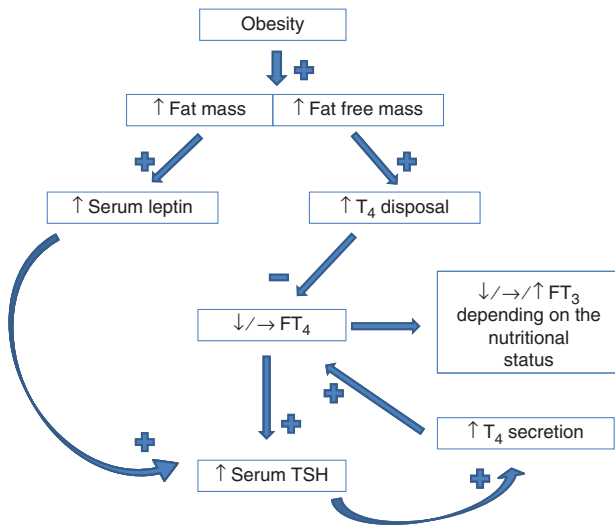 Obesity
+
↑ Fat mass
↑ Fat free mass
+
+
↑ Serum leptin
↑ T₄ disposal
−
↓/→ FT₄
↓/→/↑ FT₃
depending on the
nutritional
status
+
+
↑ T₄ secretion
+
↑ Serum TSH
+